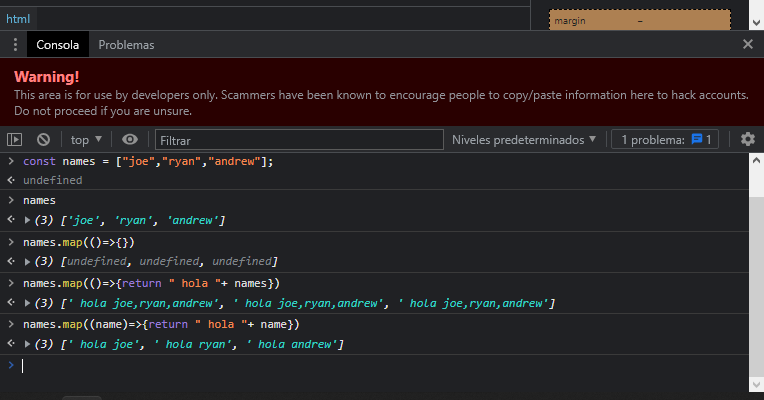 html
margin
–
Consola Problemas
Warning!
This area is for use by developers only. Scammers have been known to encourage people to copy/paste information here to hack accounts.
Do not proceed if you are unsure.
top Filtrar Niveles predeterminados 1 problema: 1
const names = ["joe","ryan","andrew"];
undefined
names
(3) ['joe', 'ryan', 'andrew']
names.map(()=>{})
(3) [undefined, undefined, undefined]
names.map(()=>{return " hola "+ names})
(3) [' hola joe,ryan,andrew', ' hola joe,ryan,andrew', ' hola joe,ryan,andrew']
names.map((name)=>{return " hola "+ name})
(3) [' hola joe', ' hola ryan', ' hola andrew']